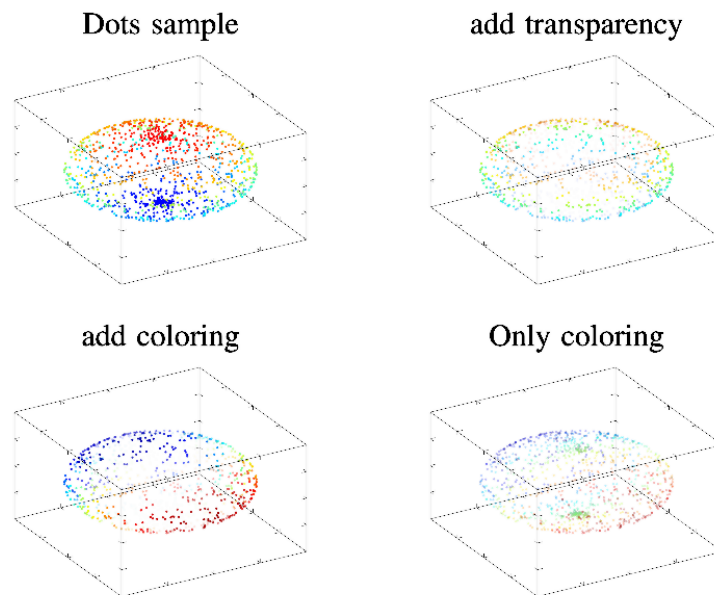 Dots sample
add transparency
add coloring
Only coloring